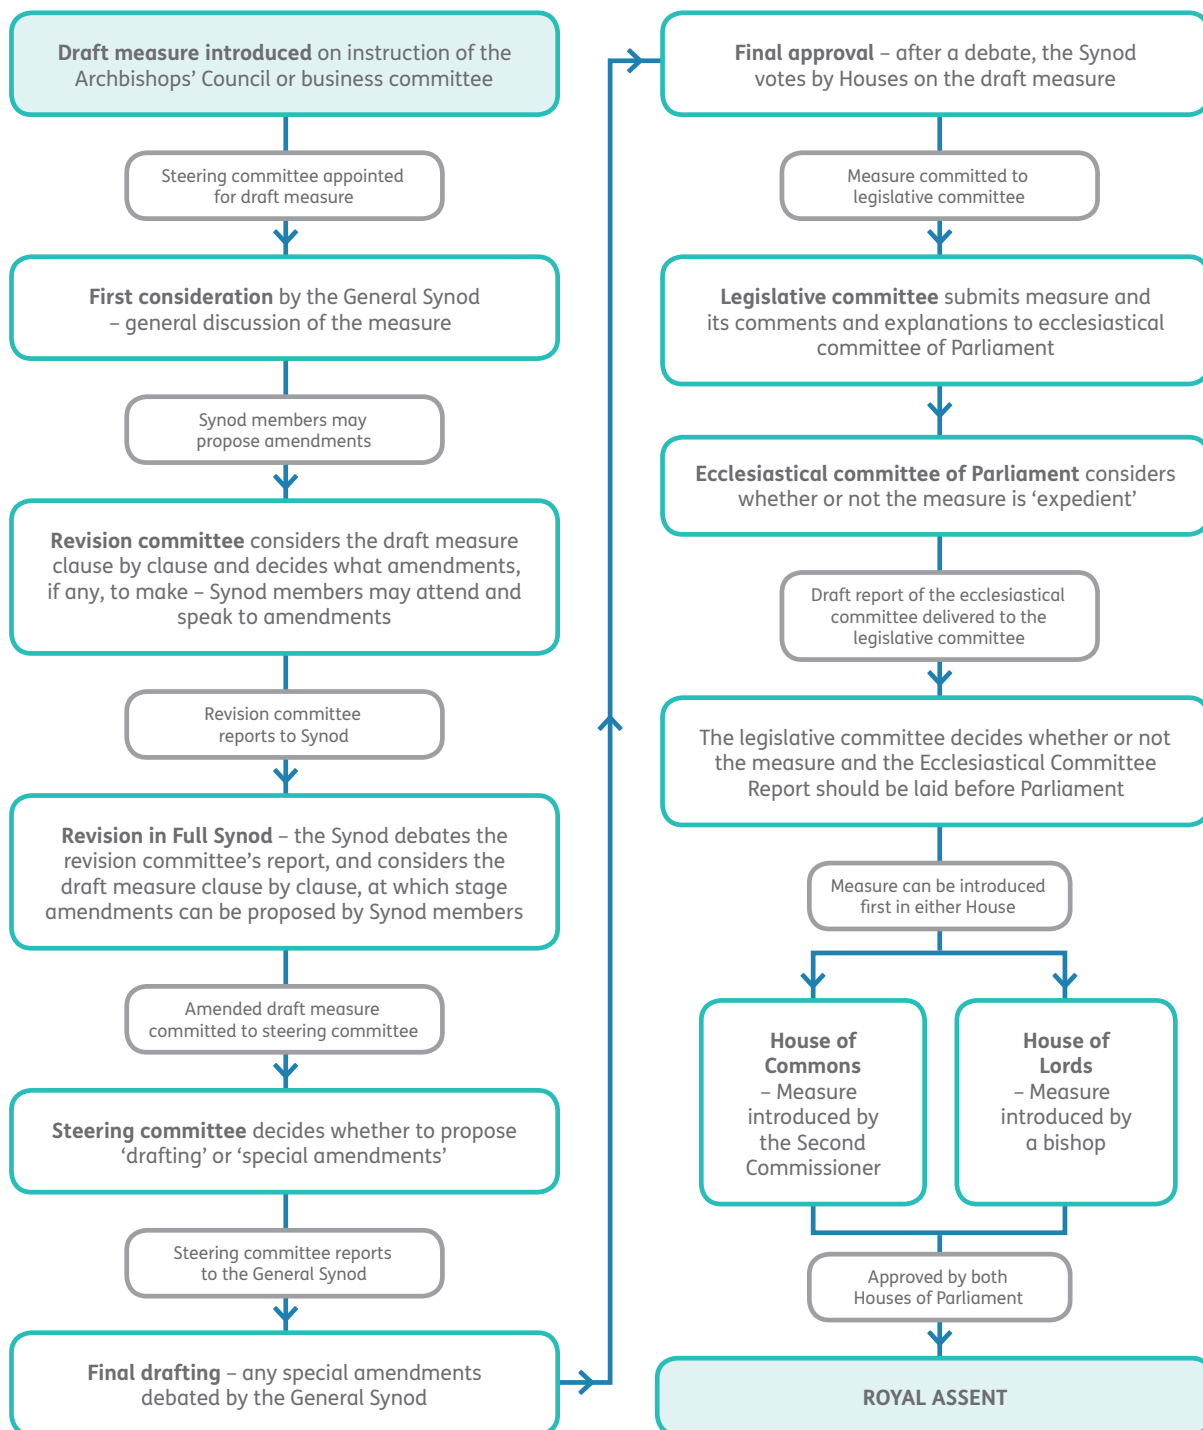 Draft measure introduced on instruction of the
Archbishops’ Council or business committee
Steering committee appointed
for draft measure
First consideration by the General Synod
– general discussion of the measure
Synod members may
propose amendments
Revision committee considers the draft measure
clause by clause and decides what amendments,
if any, to make – Synod members may attend and
speak to amendments
Revision committee
reports to Synod
Revision in Full Synod – the Synod debates the
revision committee’s report, and considers the
draft measure clause by clause, at which stage
amendments can be proposed by Synod members
Amended draft measure
committed to steering committee
Steering committee decides whether to propose
‘drafting’ or ‘special amendments’
Steering committee reports
to the General Synod
Final drafting – any special amendments
debated by the General Synod
Final approval – after a debate, the Synod
votes by Houses on the draft measure
Measure committed to
legislative committee
Legislative committee submits measure and
its comments and explanations to ecclesiastical
committee of Parliament
Ecclesiastical committee of Parliament considers
whether or not the measure is ‘expedient’
Draft report of the ecclesiastical
committee delivered to the
legislative committee
The legislative committee decides whether or not
the measure and the Ecclesiastical Committee
Report should be laid before Parliament
Measure can be introduced
first in either House
House of
Commons
– Measure
introduced by
the Second
Commissioner
House of
Lords
– Measure
introduced by
a bishop
Approved by both
Houses of Parliament
ROYAL ASSENT